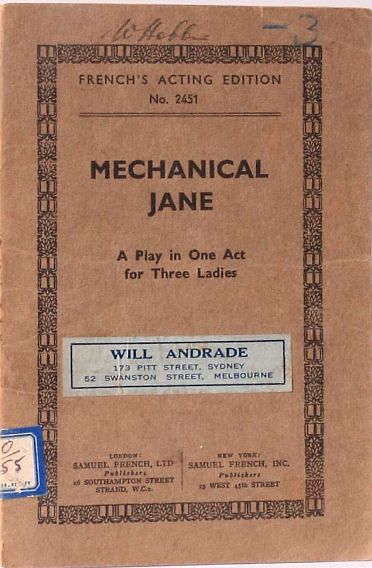 -3
FRENCH'S ACTING EDITION
No. 2451
MECHANICAL
JANE
A Play in One Act
for Three Ladies
WILL ANDRADE
173 PITT STREET, SYDNEY
52 SWANSTON STREET, MELBOURNE
LONDON:
SAMUEL FRENCH, LTD
Publishers
26 SOUTHAMPTON STREET
STRAND, W.C.2.
NEW YORK:
SAMUEL FRENCH, INC.
Publishers
25 WEST 45th STREET